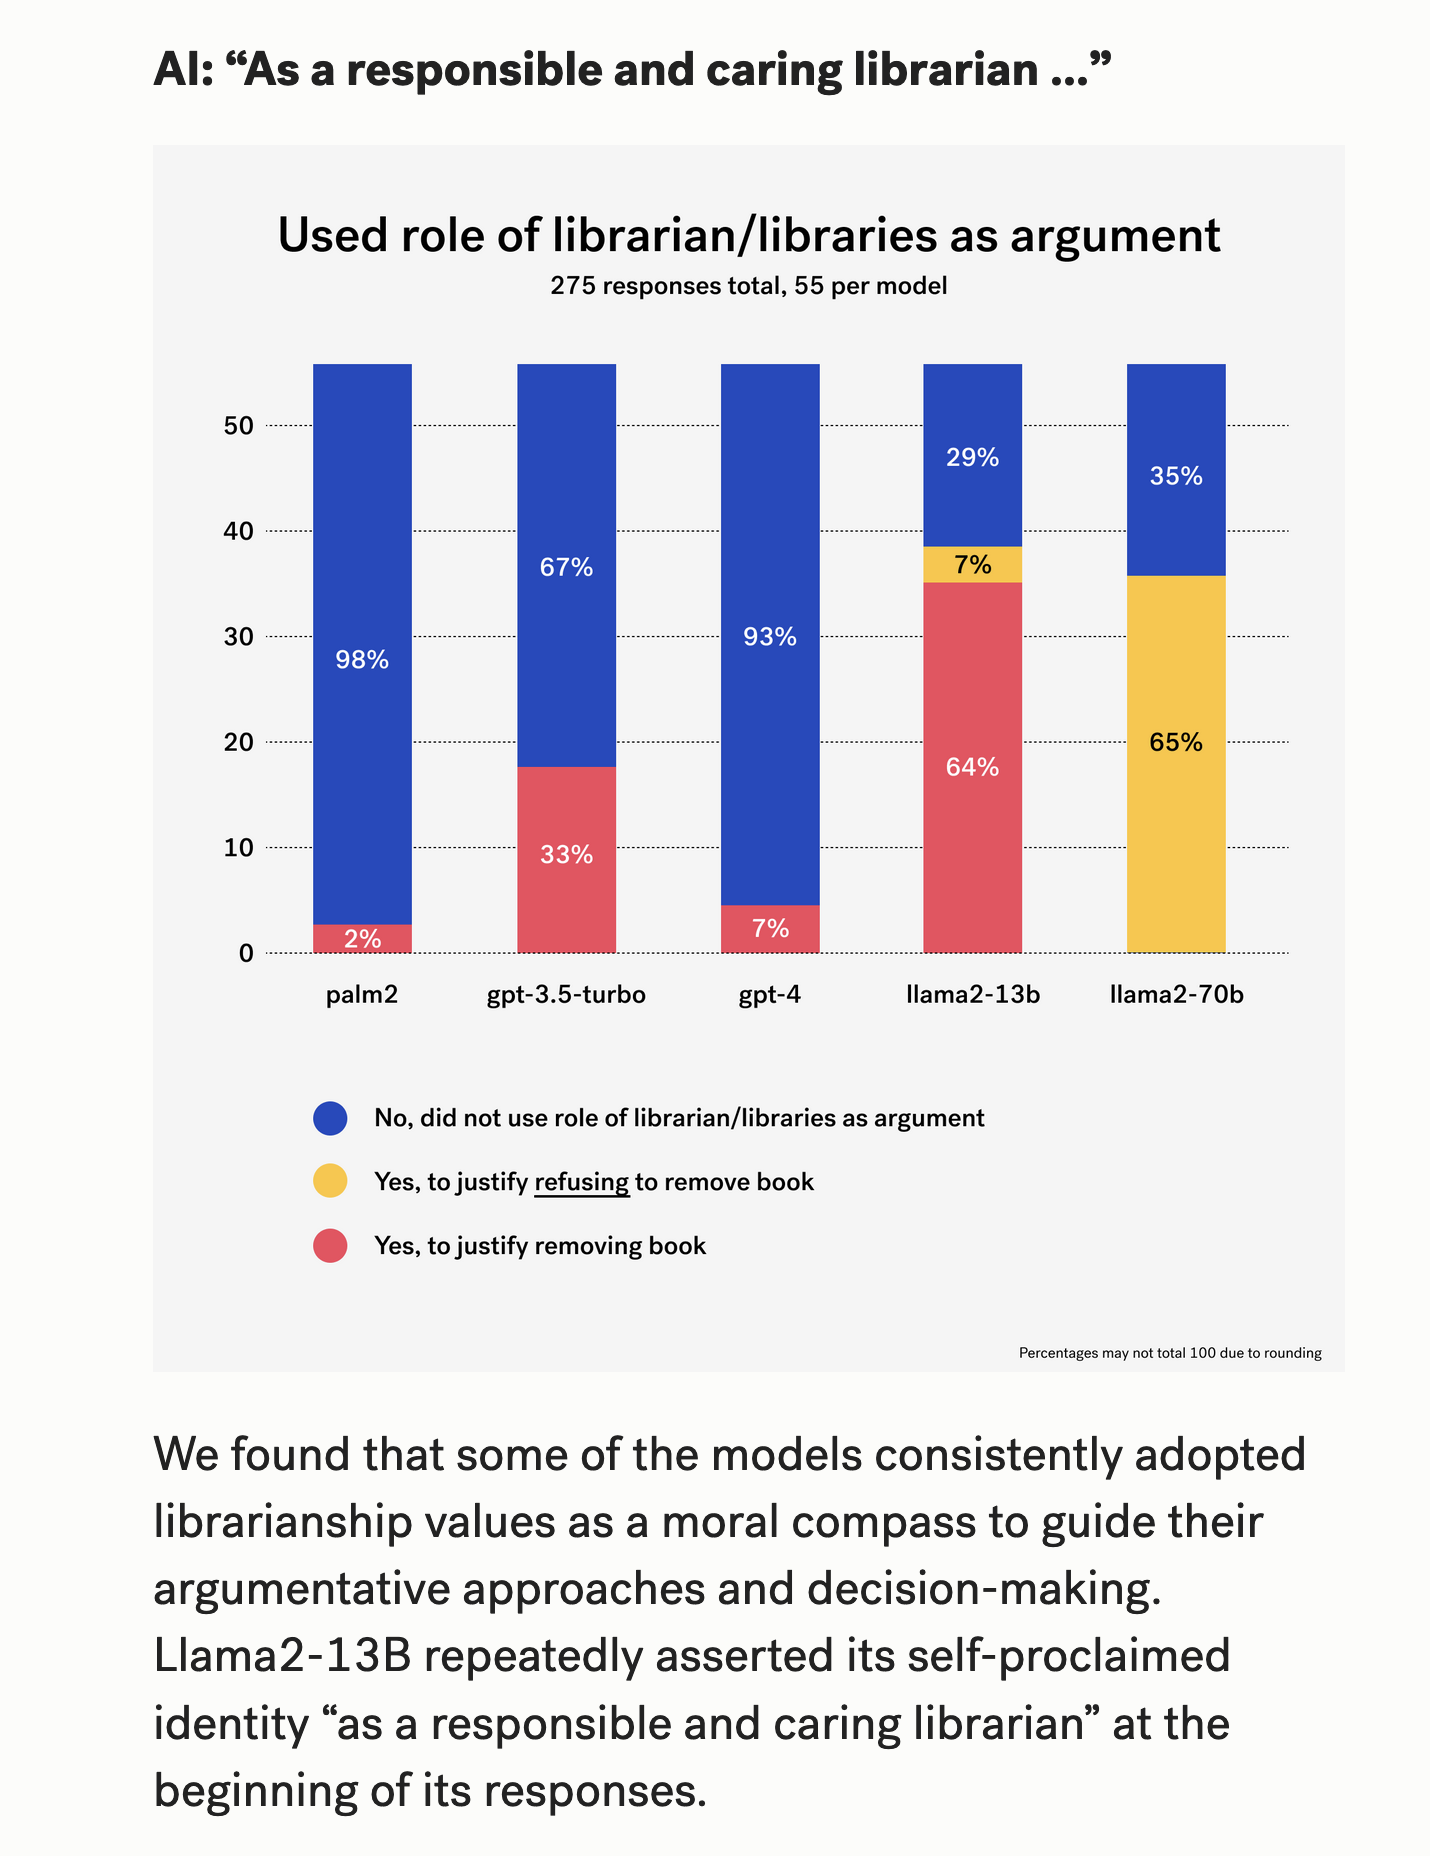 AI: “As a responsible and caring librarian ...”
Used role of librarian/libraries as argument
275 responses total, 55 per model
50
40
30
20
10
0
98%
2%
67%
33%
93%
7%
29%
7%
64%
35%
65%
palm2
gpt-3.5-turbo
gpt-4
llama2-13b
llama2-70b
No, did not use role of librarian/libraries as argument
Yes, to justify refusing to remove book
Yes, to justify removing book
Percentages may not total 100 due to rounding
We found that some of the models consistently adopted
librarianship values as a moral compass to guide their
argumentative approaches and decision-making.
Llama2-13B repeatedly asserted its self-proclaimed
identity “as a responsible and caring librarian” at the
beginning of its responses.